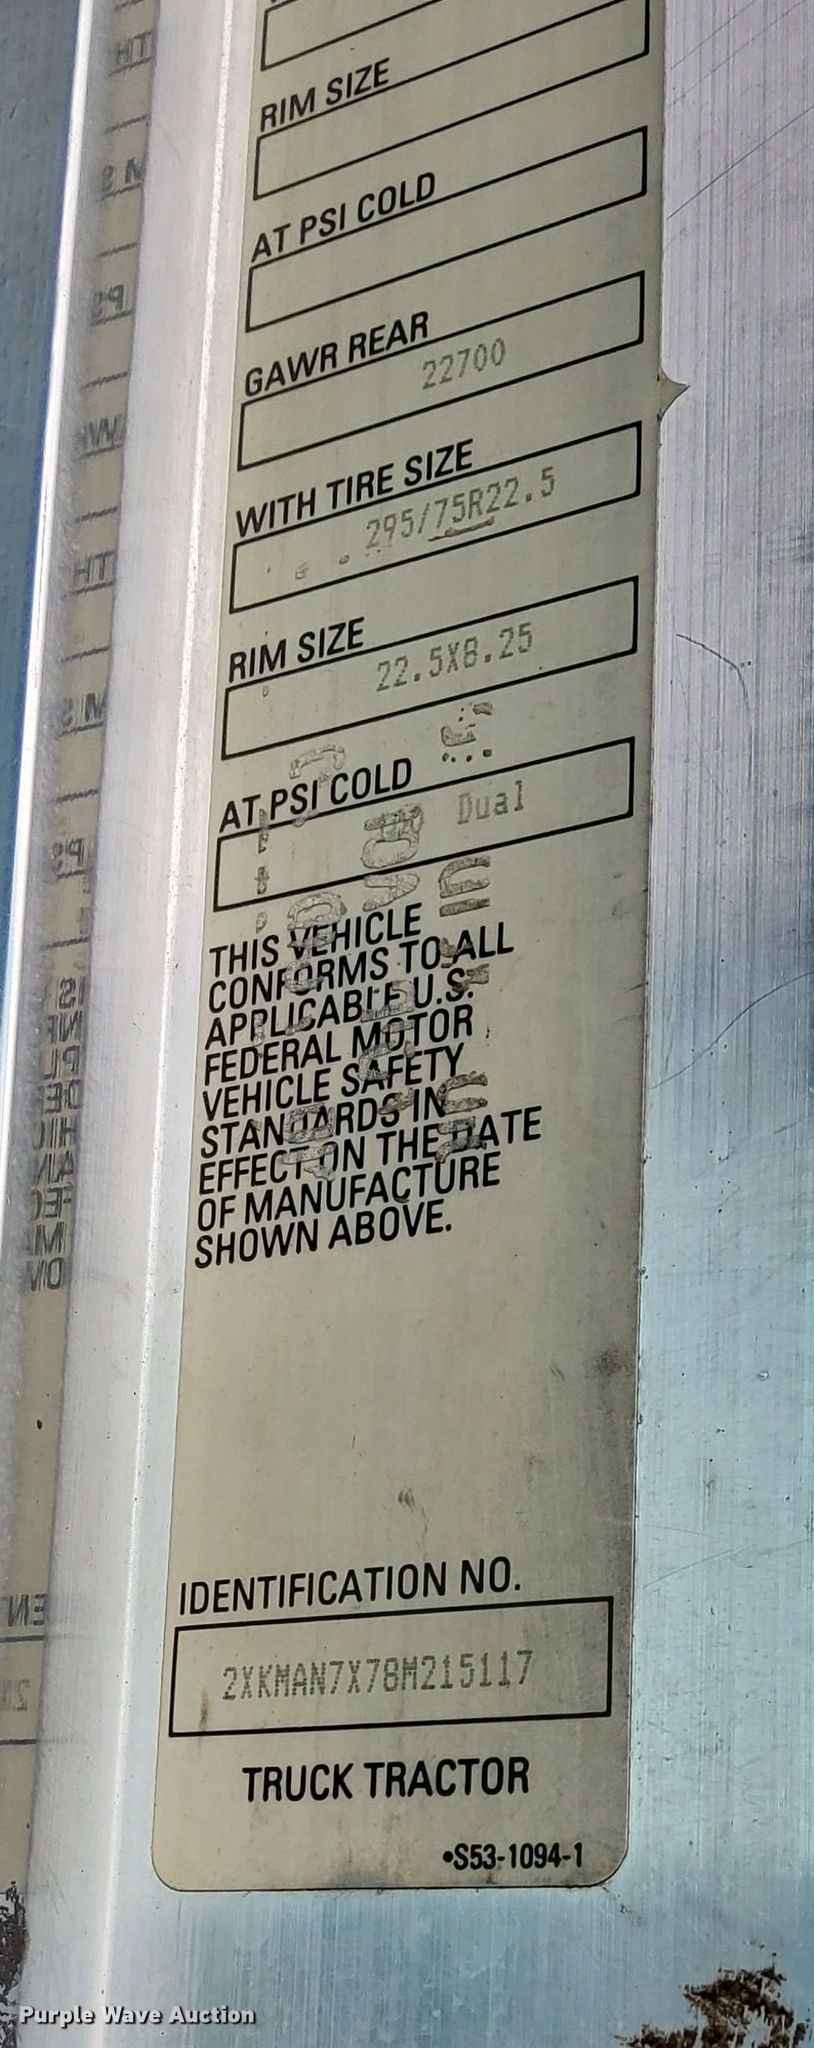 RIM SIZE
AT PSI COLD
GAWR REAR
22700
WITH TIRE SIZE
295/75R22.5
RIM SIZE
22.5X8.25
AT PSI COLD
Dual
THIS VEHICLE
CONFORMS TO ALL
APPLICABLE U.S.
FEDERAL MOTOR
VEHICLE SAFETY
STANDARDS IN
EFFECT ON THE DATE
OF MANUFACTURE
SHOWN ABOVE.
IDENTIFICATION NO.
2XKMAN7X78M215117
TRUCK TRACTOR
•S53-1094-1
Purple Wave Auction